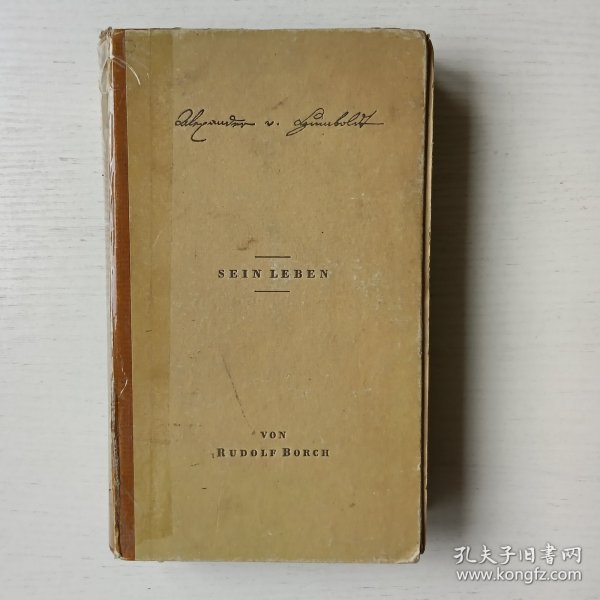 Alexander v. Humboldt
SEIN LEBEN
VON
RUDOLF BORCH
孔夫子旧书网
www.kongfz.com